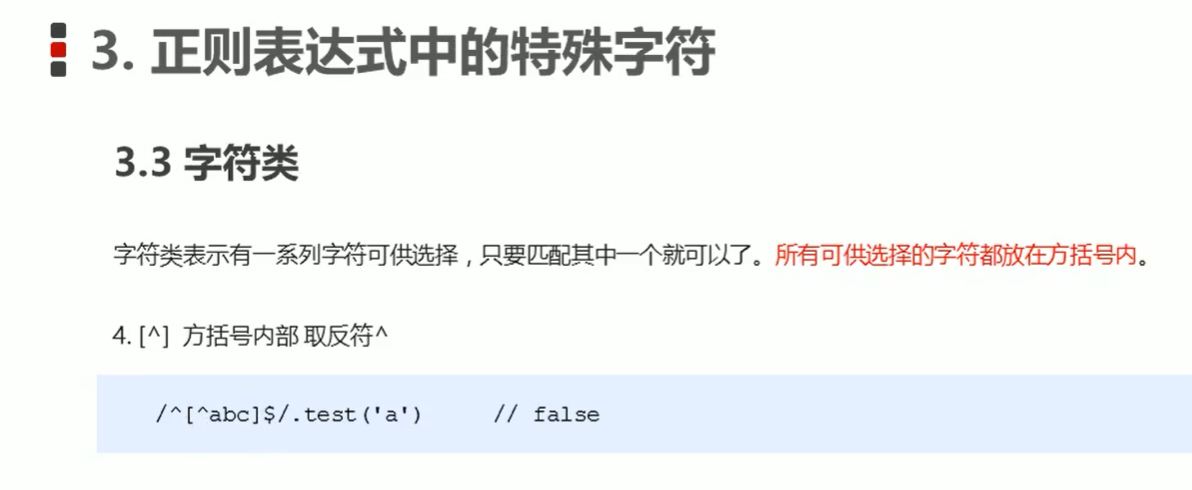 3. 正则表达式中的特殊字符
3.3 字符类
字符类表示有一系列字符可供选择，只要匹配其中一个就可以了。所有可供选择的字符都放在方括号内。
4. [^] 方括号内部 取反符^
/^[^abc]$/.test('a') // false